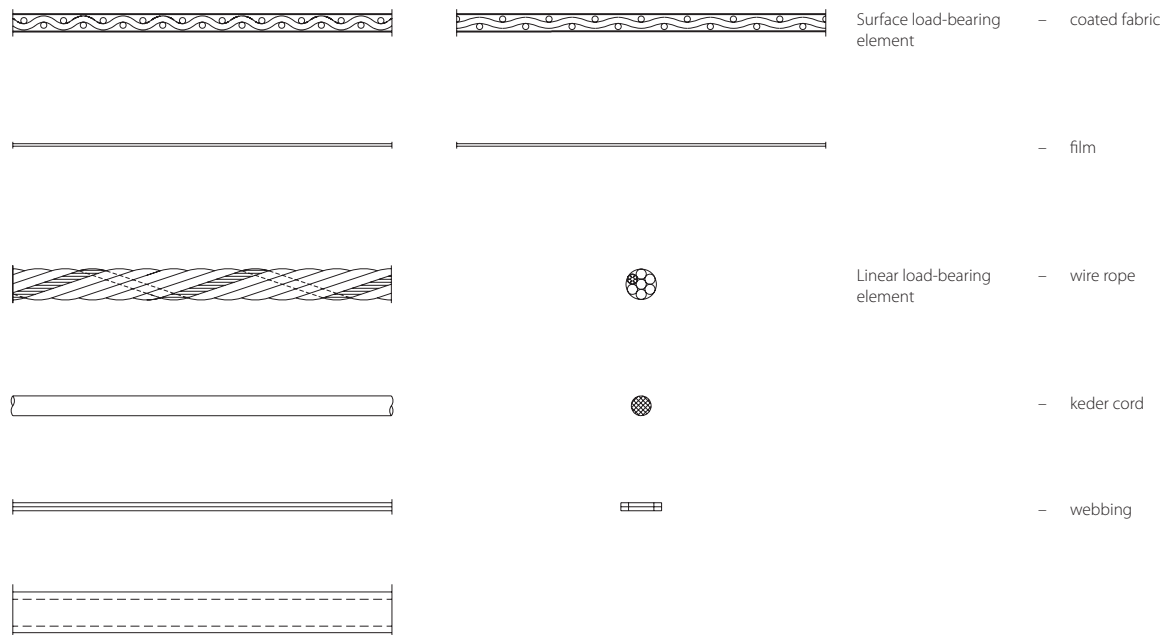 Surface load-bearing – coated fabric
element
– film
Linear load-bearing – wire rope
element
– keder cord
– webbing